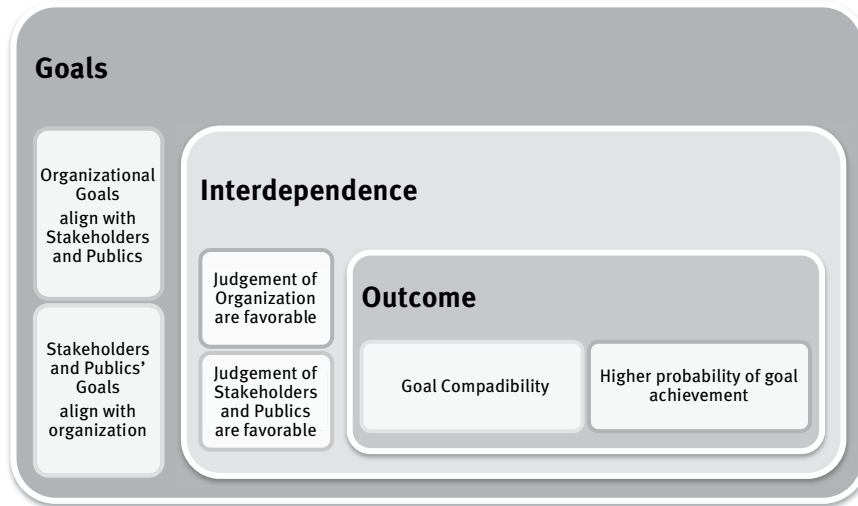 Goals
Organizational
Goals
align with
Stakeholders
and Publics
Stakeholders
and Publics'
Goals
align with
organization
Interdependence
Judgement of
Organization
are favorable
Judgement of
Stakeholders
and Publics
are favorable
Outcome
Goal Compadibility
Higher probability of goal
achievement